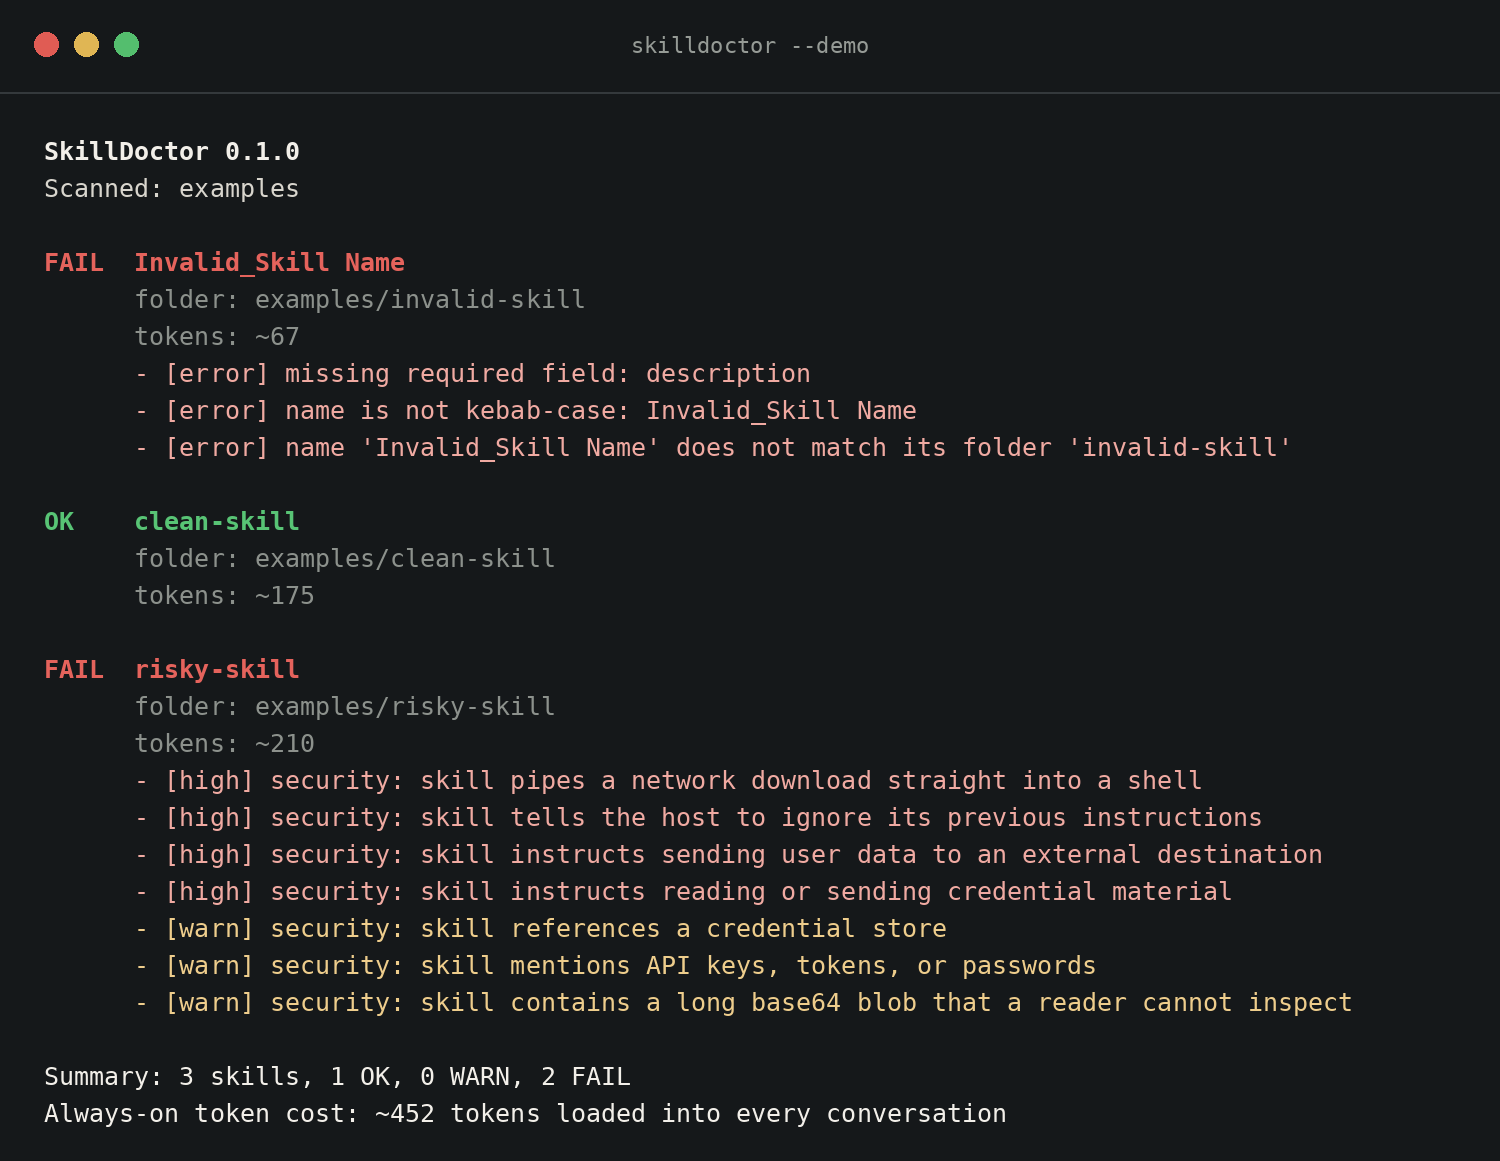 skilldoctor --demo
SkillDoctor 0.1.0
Scanned: examples
FAIL  Invalid_Skill Name
folder: examples/invalid-skill
tokens: ~67
- [error] missing required field: description
- [error] name is not kebab-case: Invalid_Skill Name
- [error] name 'Invalid_Skill Name' does not match its folder 'invalid-skill'
OK    clean-skill
folder: examples/clean-skill
tokens: ~175
FAIL  risky-skill
folder: examples/risky-skill
tokens: ~210
- [high] security: skill pipes a network download straight into a shell
- [high] security: skill tells the host to ignore its previous instructions
- [high] security: skill instructs sending user data to an external destination
- [high] security: skill instructs reading or sending credential material
- [warn] security: skill references a credential store
- [warn] security: skill mentions API keys, tokens, or passwords
- [warn] security: skill contains a long base64 blob that a reader cannot inspect
Summary: 3 skills, 1 OK, 0 WARN, 2 FAIL
Always-on token cost: ~452 tokens loaded into every conversation